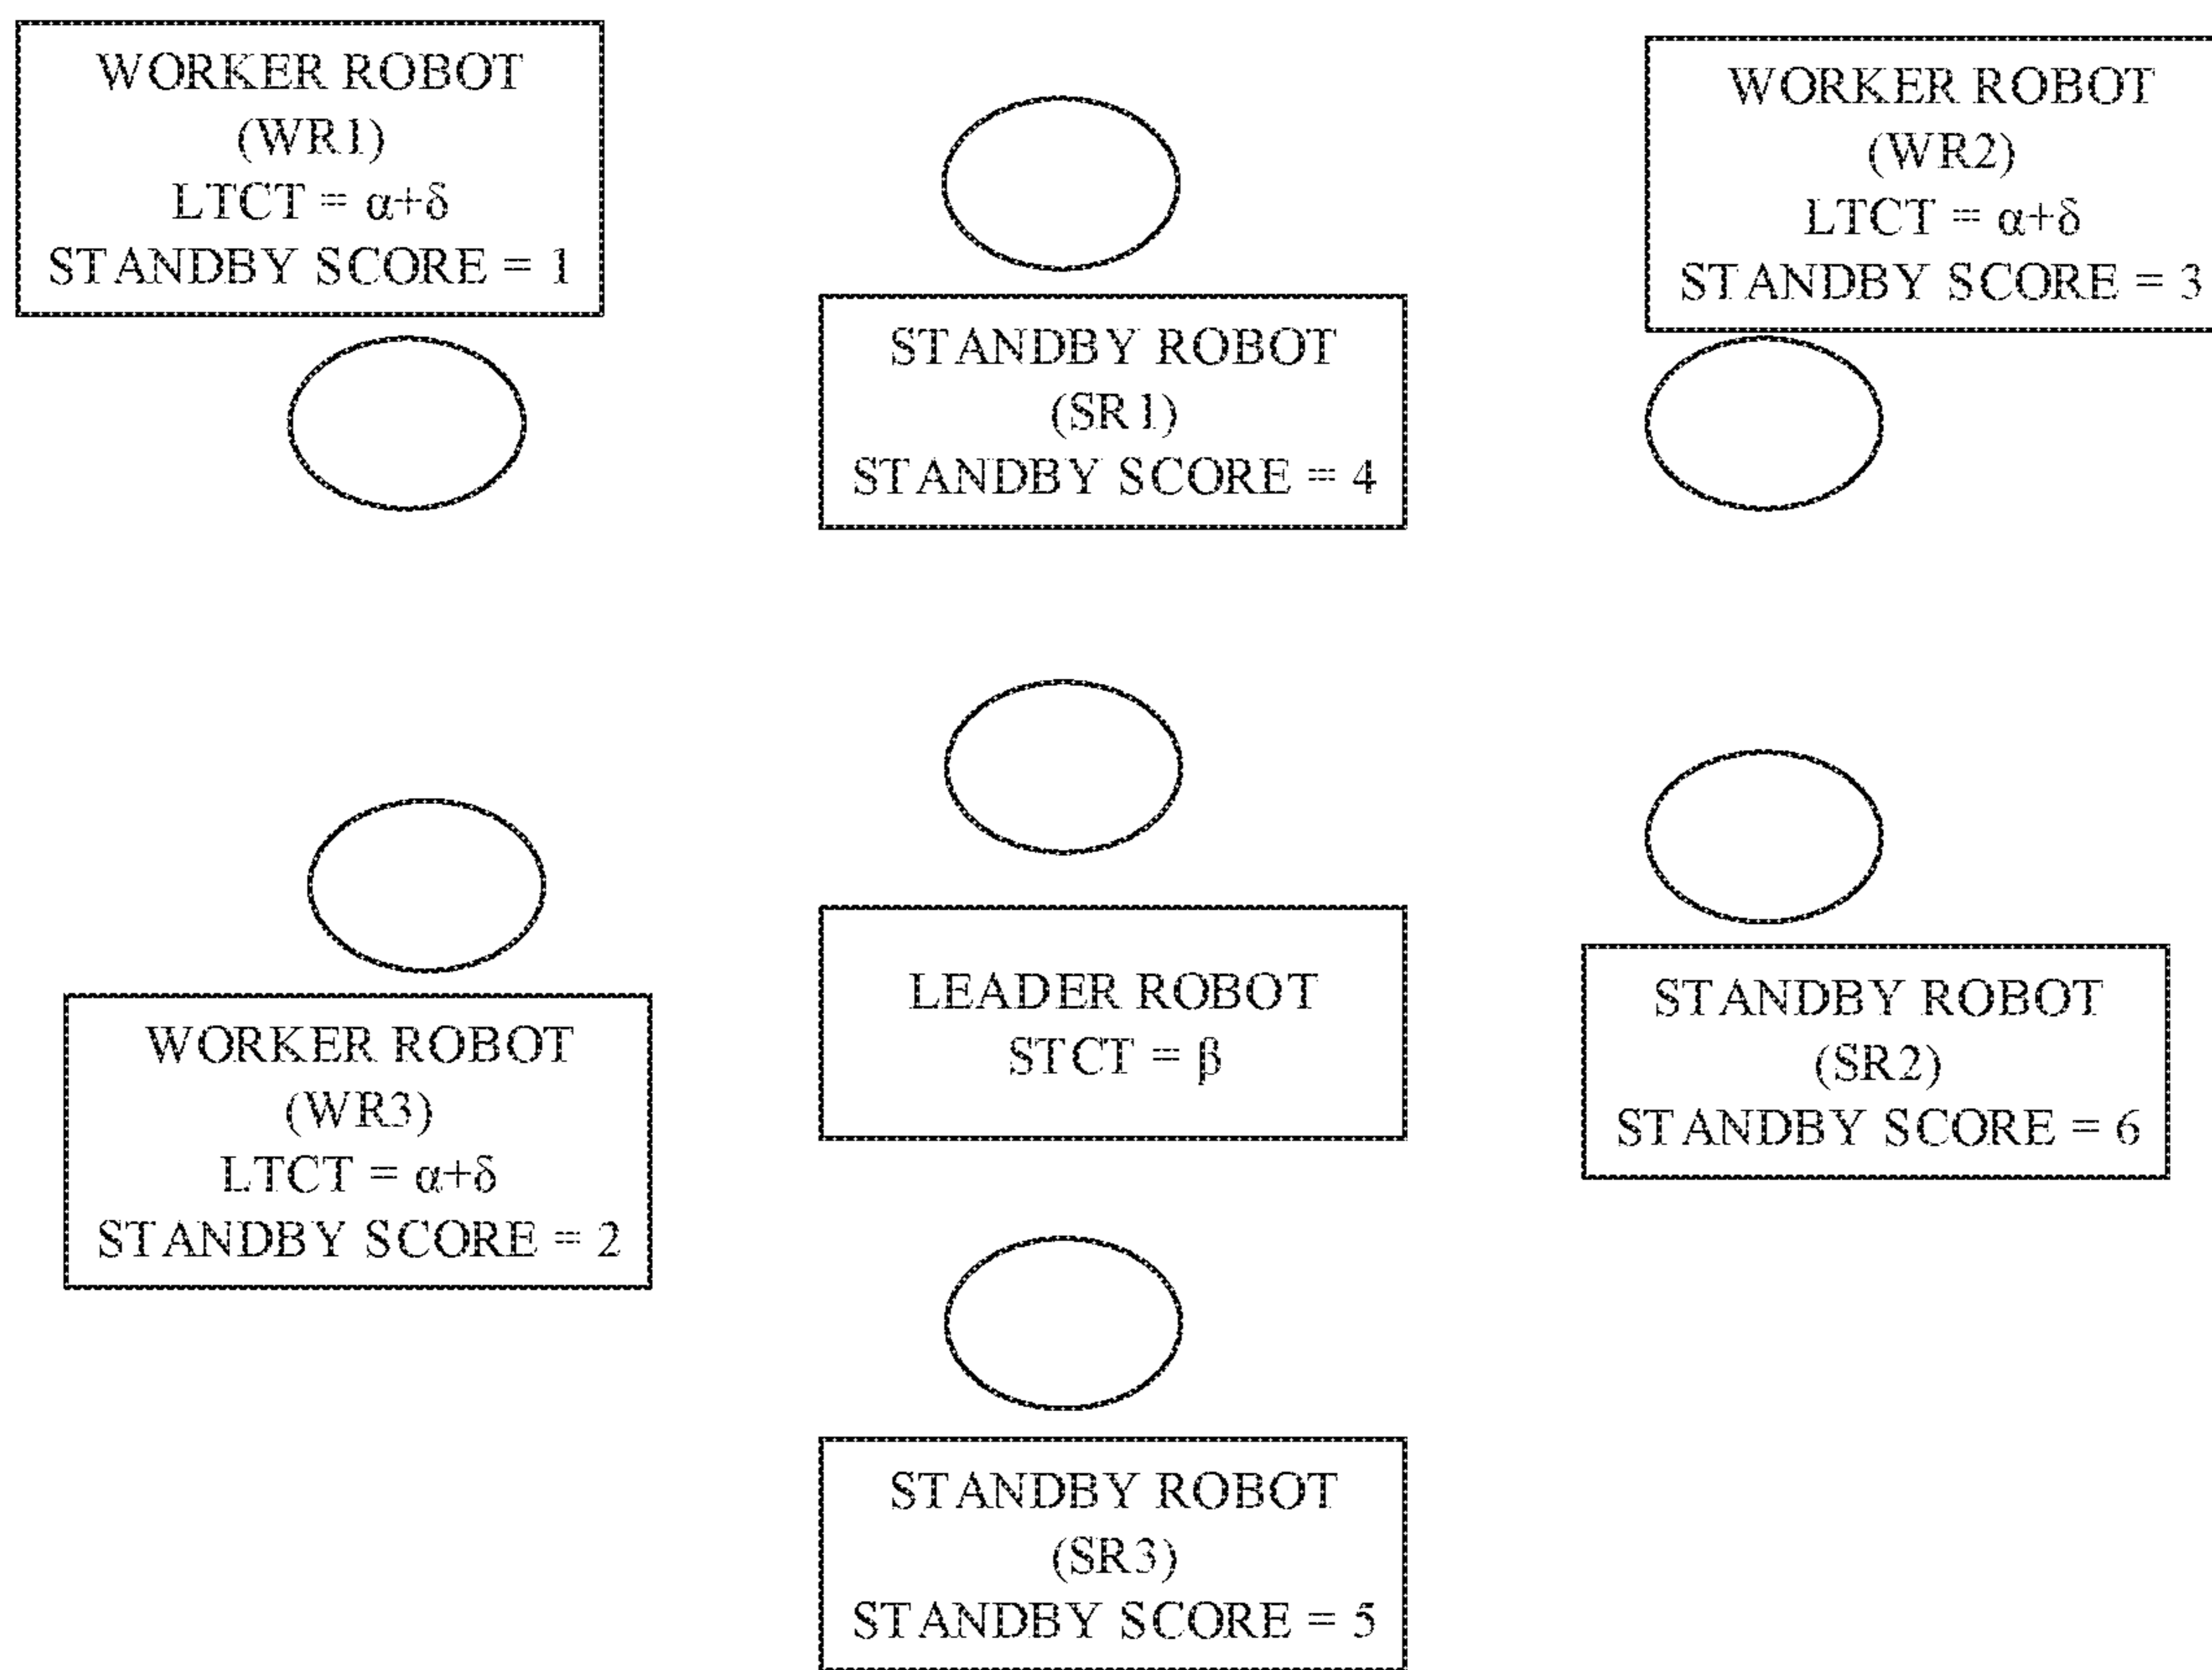 WORKER ROBOT
(WR1)
LTCT = α+δ
STANDBY SCORE = 1
STANDBY ROBOT
(SR1)
STANDBY SCORE = 4
WORKER ROBOT
(WR2)
LTCT = α+δ
STANDBY SCORE = 3
WORKER ROBOT
(WR3)
LTCT = α+δ
STANDBY SCORE = 2
LEADER ROBOT
STCT = β
STANDBY ROBOT
(SR2)
STANDBY SCORE = 6
STANDBY ROBOT
(SR3)
STANDBY SCORE = 5